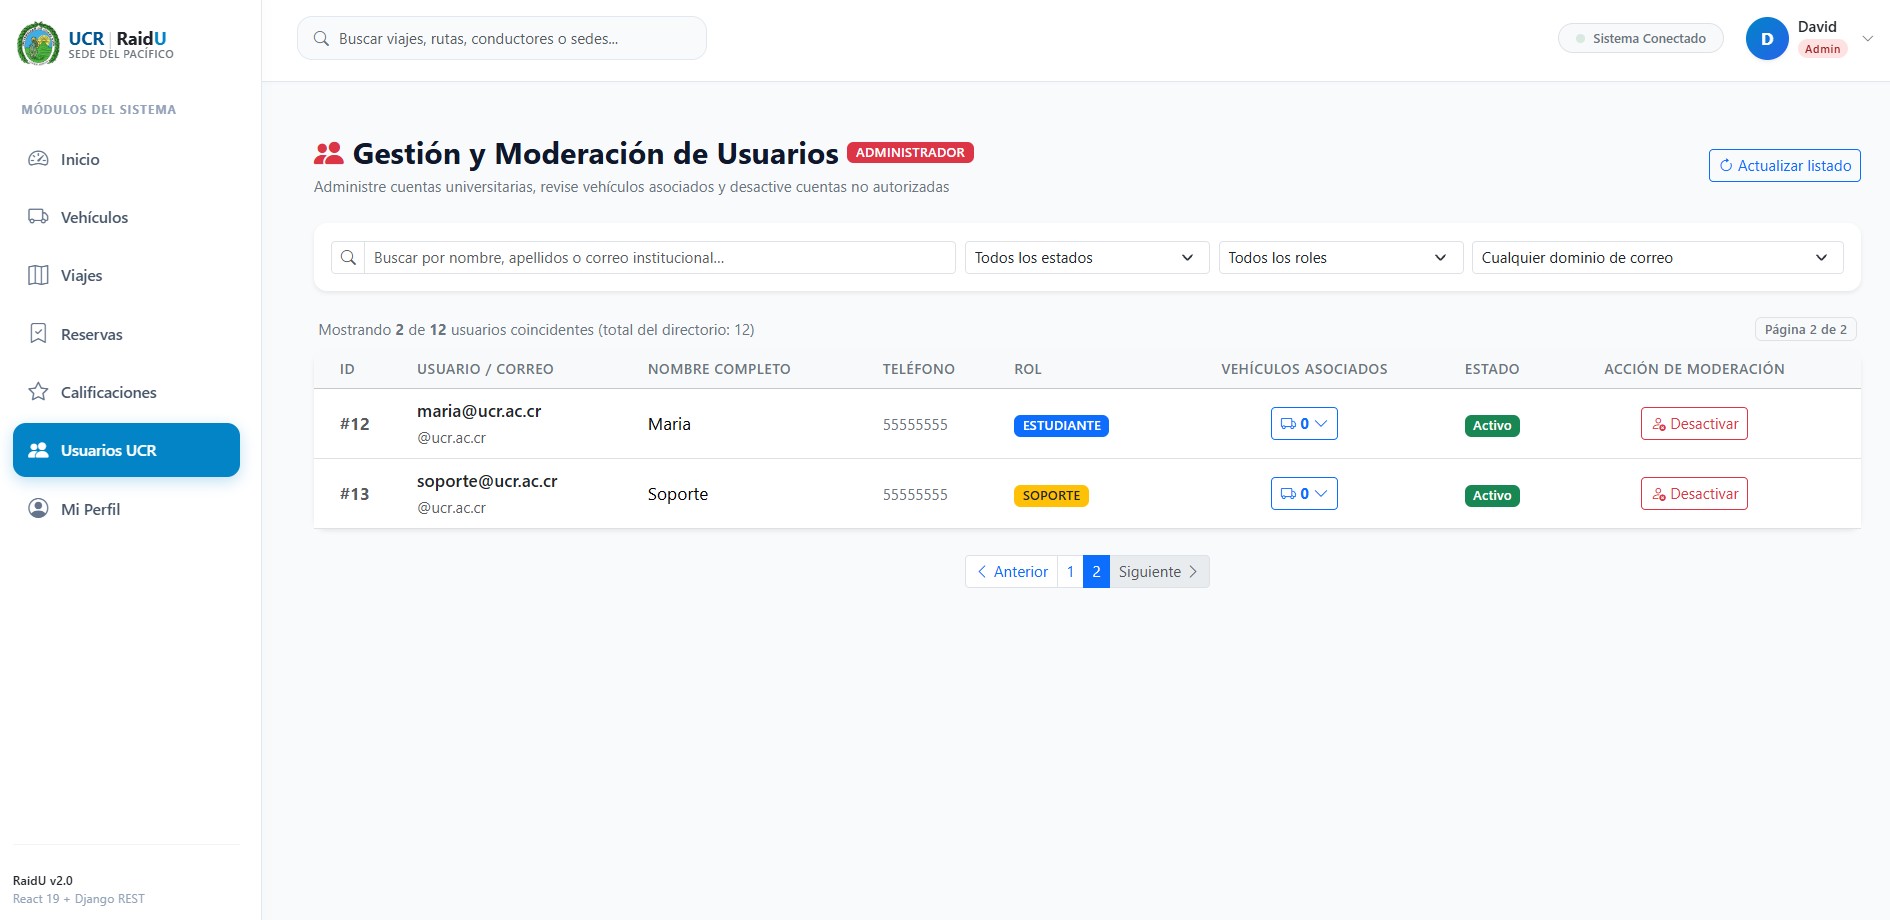 UCR | RaidU
SEDE DEL PACÍFICO
Buscar viajes, rutas, conductores o sedes...
Sistema Conectado
D
David
Admin
MÓDULOS DEL SISTEMA
Inicio
Vehículos
Viajes
Reservas
Calificaciones
Usuarios UCR
Mi Perfil
RaidU v2.0
React 19 + Django REST
Gestión y Moderación de Usuarios ADMINISTRADOR
Administre cuentas universitarias, revise vehículos asociados y desactive cuentas no autorizadas
Actualizar listado
Buscar por nombre, apellidos o correo institucional...
Todos los estados
Todos los roles
Cualquier dominio de correo
Mostrando 2 de 12 usuarios coincidentes (total del directorio: 12)
Página 2 de 2
ID USUARIO / CORREO NOMBRE COMPLETO TELÉFONO ROL VEHÍCULOS ASOCIADOS ESTADO ACCIÓN DE MODERACIÓN
#12 maria@ucr.ac.cr Maria 55555555 ESTUDIANTE 0 Activo Desactivar
@ucr.ac.cr
#13 soporte@ucr.ac.cr Soporte 55555555 SOPORTE 0 Activo Desactivar
@ucr.ac.cr
Anterior 1 2 Siguiente